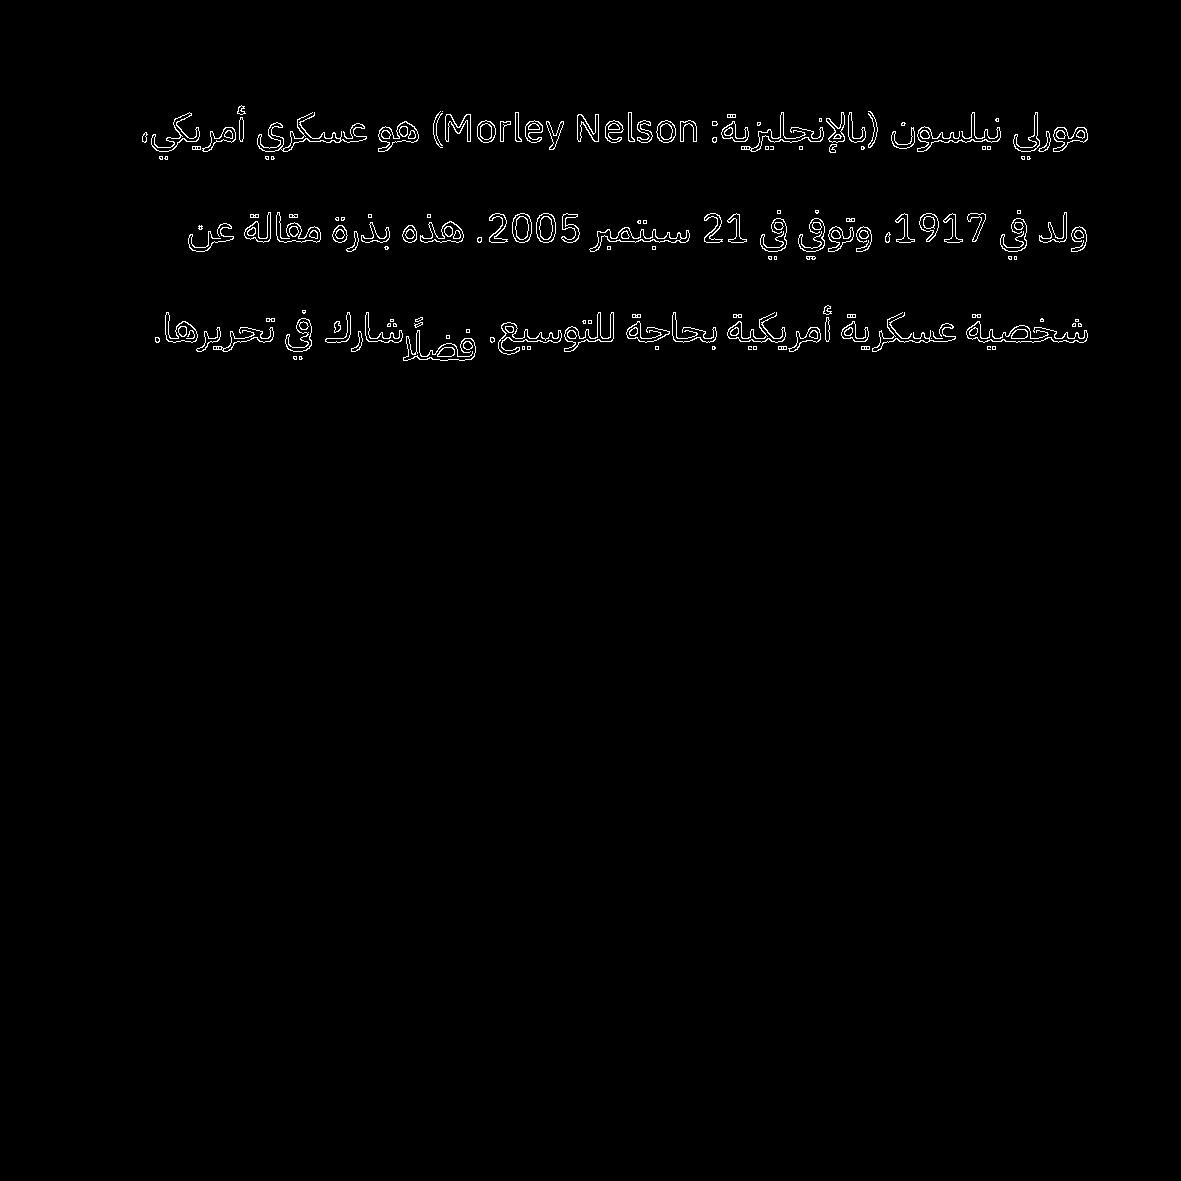 مورلي نيلسون (بالإنجليزية: Morley Nelson) هو عسكري أمريكي،
ولد في 1917، وتوفي في 21 سبتمبر 2005. هذه بذرة مقالة عن
شخصية عسكرية أمريكية بحاجة للتوسيع. فضلًا شارك في تحريرها.